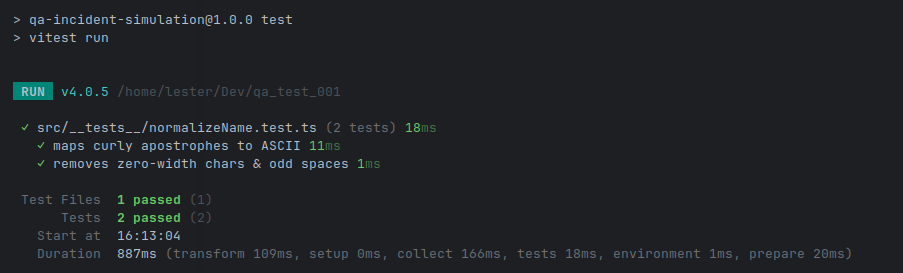 > qa-incident-simulation@1.0.0 test
> vitest run
RUN v4.0.5 /home/lester/Dev/qa_test_001
✓ src/__tests__/normalizeName.test.ts (2 tests) 18ms
✓ maps curly apostrophes to ASCII 11ms
✓ removes zero-width chars & odd spaces 1ms
Test Files 1 passed (1)
Tests 2 passed (2)
Start at 16:13:04
Duration 887ms (transform 109ms, setup 0ms, collect 166ms, tests 18ms, environment 1ms, prepare 20ms)